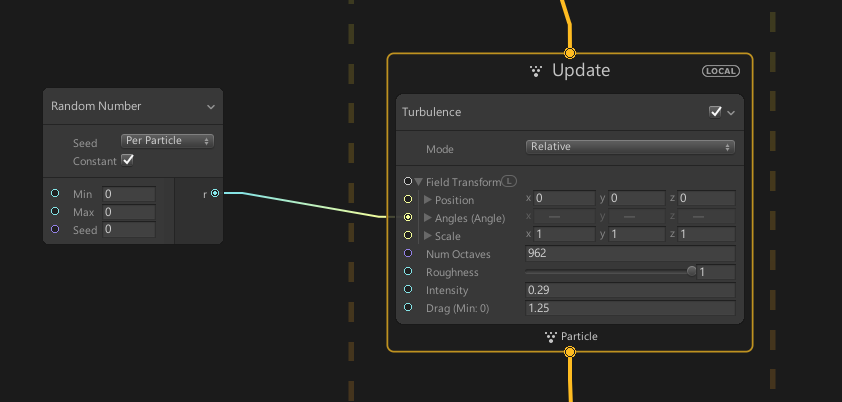 Update LOCAL
Random Number
Seed Per Particle
Constant
Min 0 r
Max 0
Seed 0
Turbulence
Mode Relative
Field Transform L
Position x 0 y 0 z 0
Angles (Angle) x — y — z —
Scale x 1 y 1 z 1
Num Octaves 962
Roughness 1
Intensity 0.29
Drag (Min: 0) 1.25
Particle